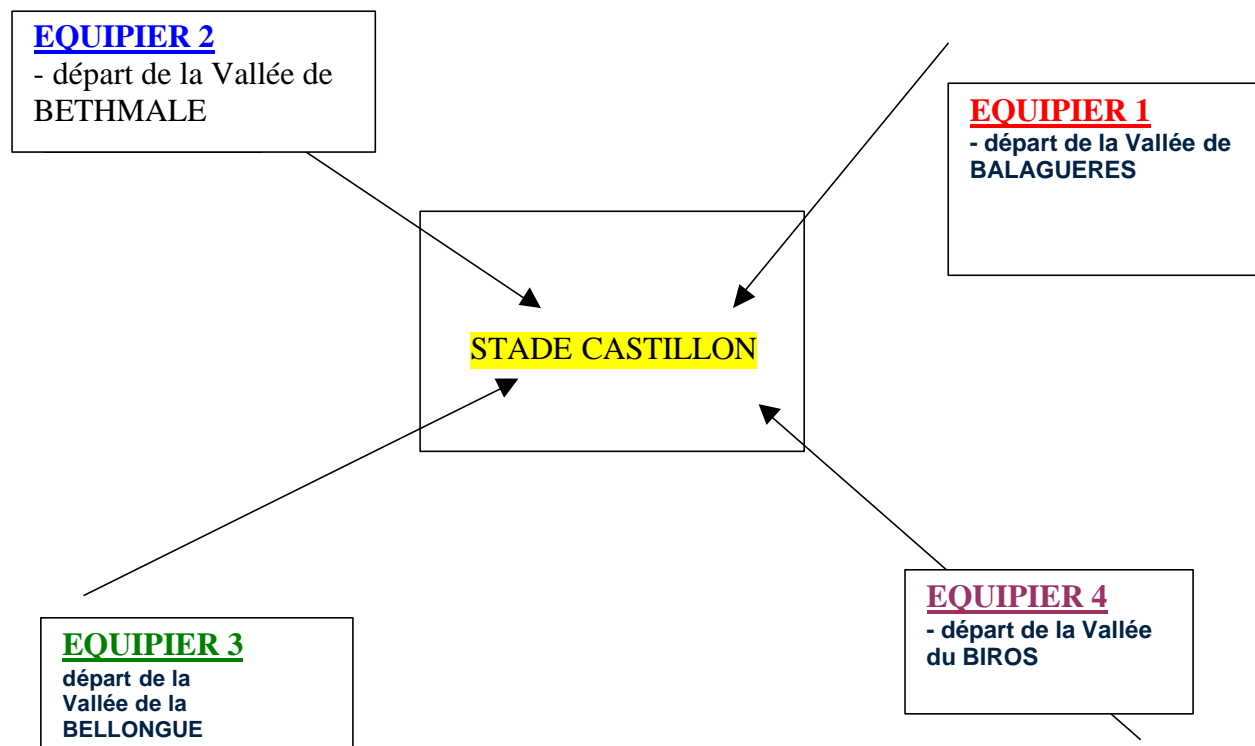 EQUIPIER 2
- départ de la Vallée de
BETHMALE
EQUIPIER 1
- départ de la Vallée de
BALAGUERES
STADE CASTILLON
EQUIPIER 3
départ de la
Vallée de la
BELLONGUE
EQUIPIER 4
- départ de la Vallée
du BIROS